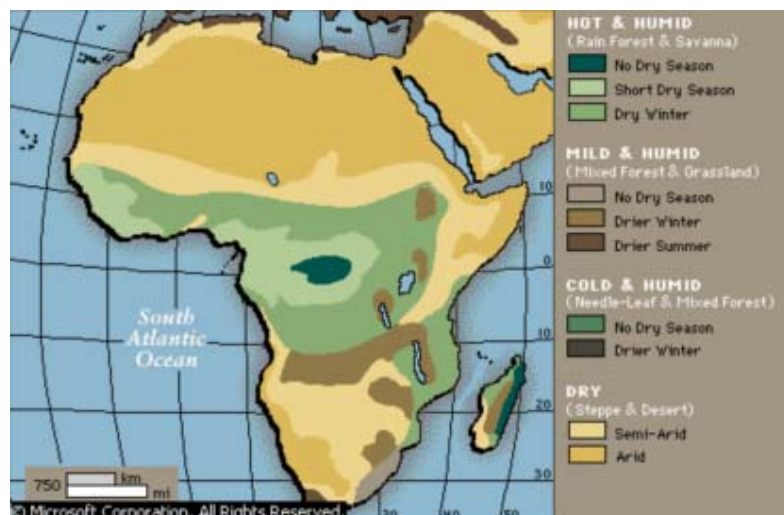 HOT & HUMID
(Rain Forest & Savanna)
No Dry Season
Short Dry Season
Dry Winter
MILD & HUMID
(Mixed Forest & Grassland)
No Dry Season
Drier Winter
Drier Summer
COLD & HUMID
(Needle-Leaf & Mixed Forest)
No Dry Season
Drier Winter
DRY
(Steppe & Desert)
Semi-Arid
Arid
10
0
10
20
30
South
Atlantic
Ocean
750 km
mi
20 40 50
© Microsoft Corporation. All Rights Reserved.